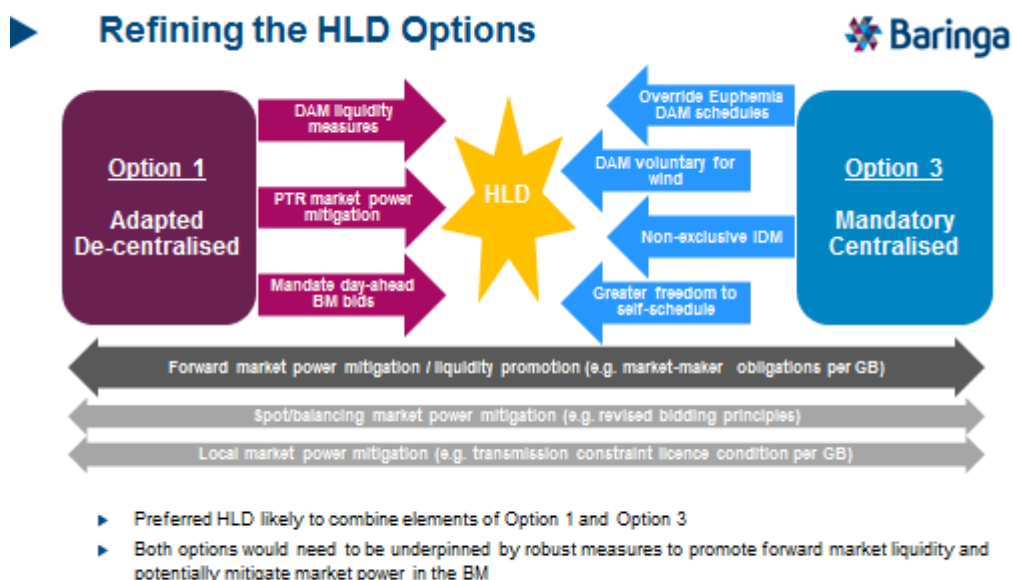 Refining the HLD Options
Baringa
Option 1
Adapted
De-centralised
DAM liquidity
measures
PTR market power
mitigation
Mandate day-ahead
BM bids
HLD
Override Euphemia
DAM schedules
DAM voluntary for
wind
Non-exclusive IDM
Greater freedom to
self-schedule
Option 3
Mandatory
Centralised
Forward market power mitigation / liquidity promotion (e.g. market-maker obligations per GB)
Spot/balancing market power mitigation (e.g. revised bidding principles)
Local market power mitigation (e.g. transmission constraint licence condition per GB)
Preferred HLD likely to combine elements of Option 1 and Option 3
Both options would need to be underpinned by robust measures to promote forward market liquidity and
potentially mitigate market power in the BM